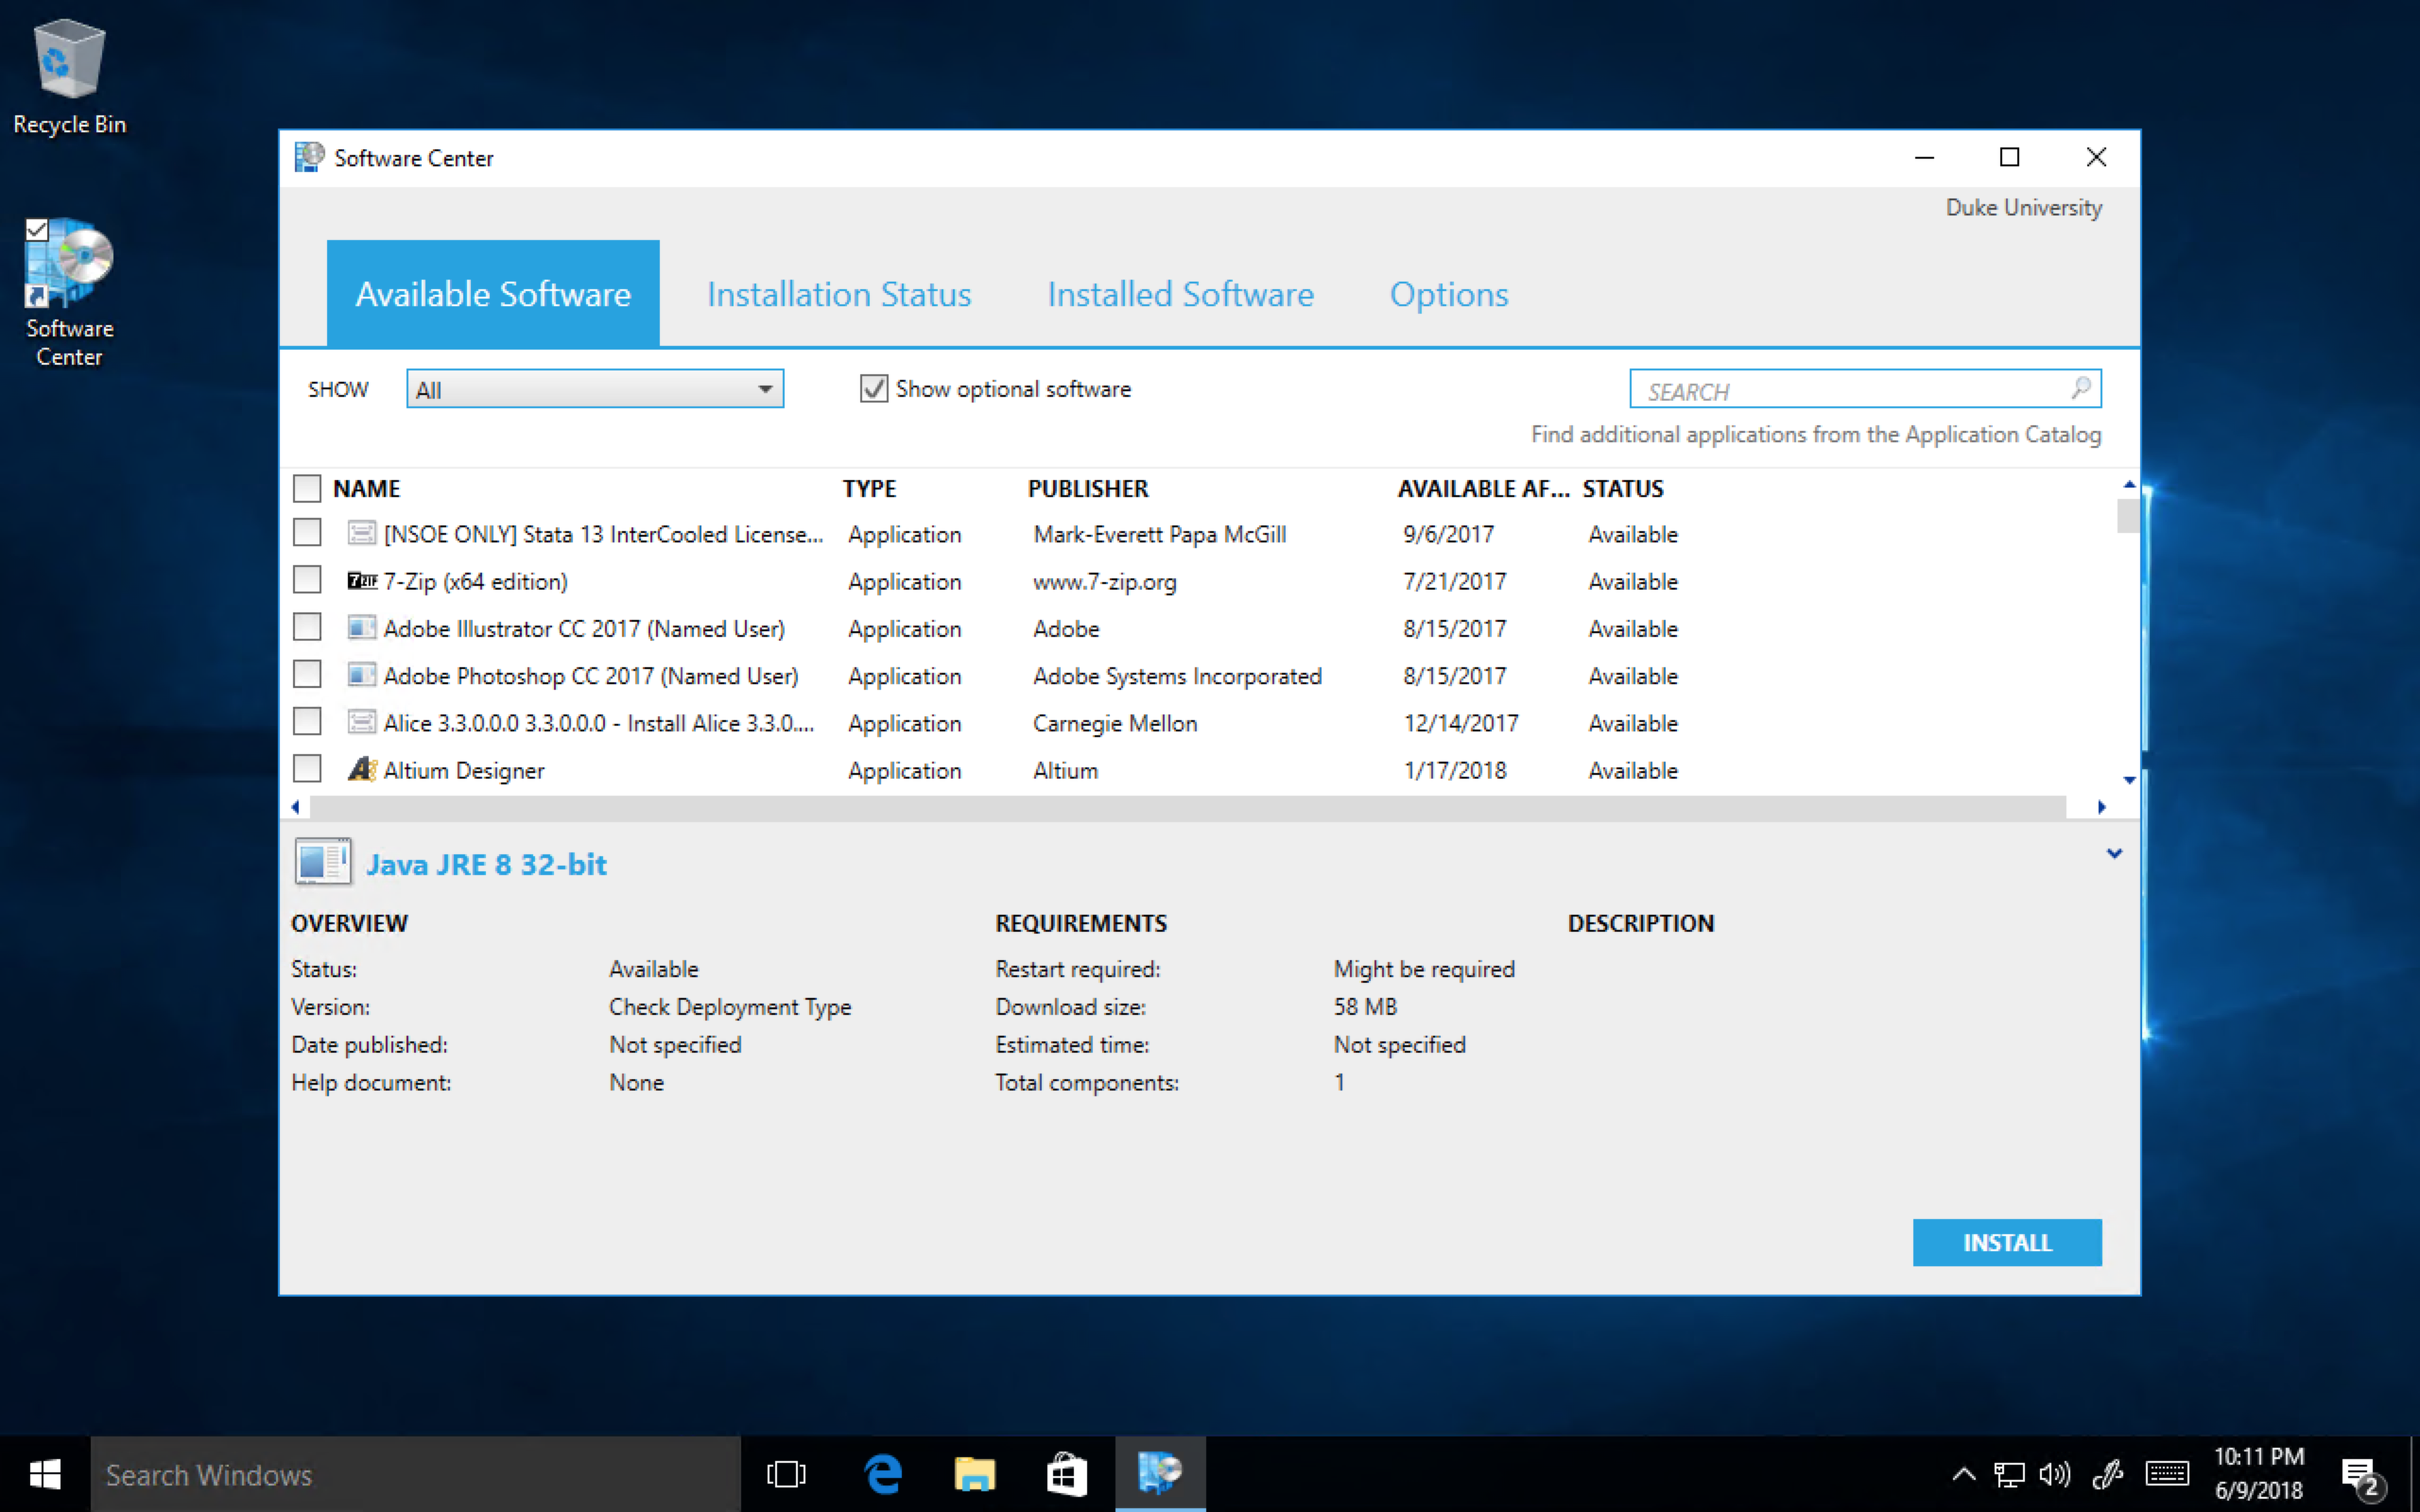 Recycle Bin
Software
Center
Software Center
Duke University
Available Software Installation Status Installed Software Options
SHOW All Show optional software SEARCH
Find additional applications from the Application Catalog
NAME TYPE PUBLISHER AVAILABLE AF... STATUS
[NSOE ONLY] Stata 13 InterCooled License... Application Mark-Everett Papa McGill 9/6/2017 Available
7-Zip (x64 edition) Application www.7-zip.org 7/21/2017 Available
Adobe Illustrator CC 2017 (Named User) Application Adobe 8/15/2017 Available
Adobe Photoshop CC 2017 (Named User) Application Adobe Systems Incorporated 8/15/2017 Available
Alice 3.3.0.0.0 3.3.0.0.0 - Install Alice 3.3.0.... Application Carnegie Mellon 12/14/2017 Available
Altium Designer Application Altium 1/17/2018 Available
Java JRE 8 32-bit
OVERVIEW REQUIREMENTS DESCRIPTION
Status: Available Restart required: Might be required
Version: Check Deployment Type Download size: 58 MB
Date published: Not specified Estimated time: Not specified
Help document: None Total components: 1
INSTALL
Search Windows
10:11 PM
6/9/2018
2